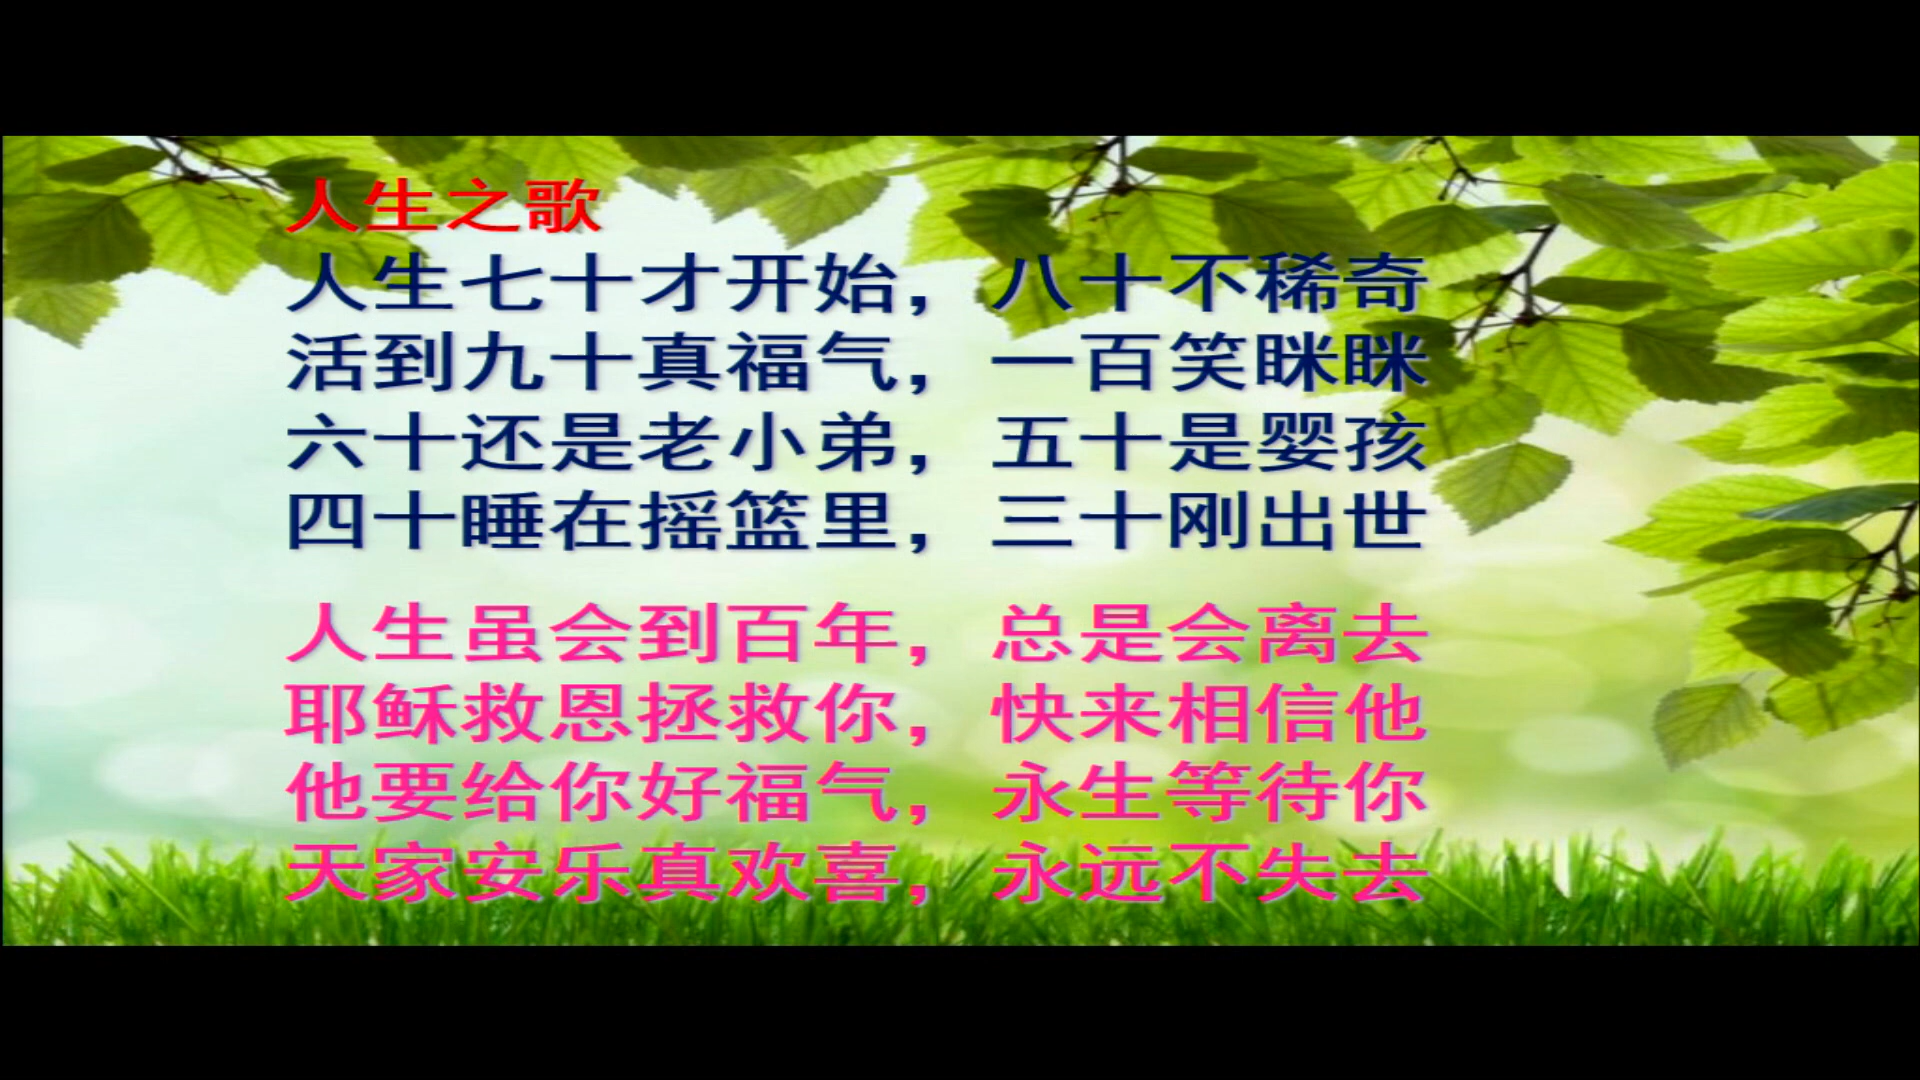 人生之歌
人生七十才开始，八十不稀奇
活到九十真福气，一百笑眯眯
六十还是老小弟，五十是婴孩
四十睡在摇篮里，三十刚出世
人生虽会到百年，总是会离去
耶稣救恩拯救你，快来相信他
他要给你好福气，永生等待你
天家安乐真欢喜，永远不失去